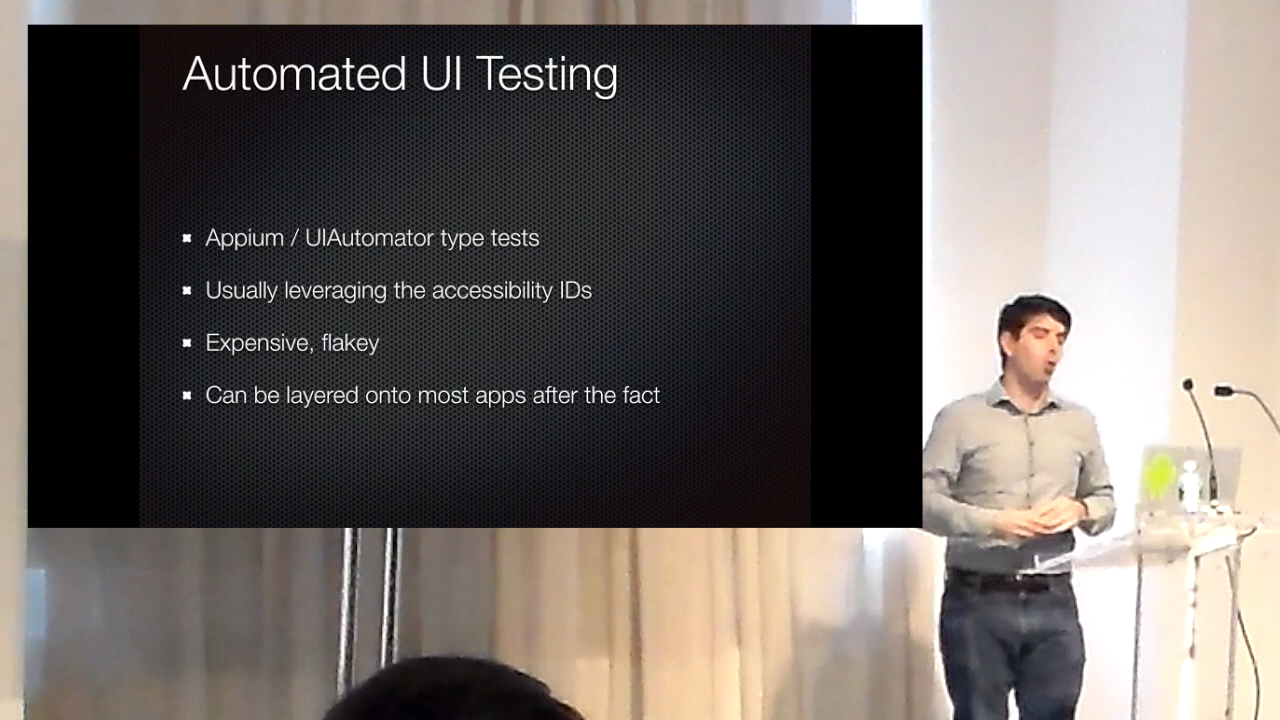 Automated UI Testing
Appium / UIAutomator type tests
Usually leveraging the accessibility IDs
Expensive, flakey
Can be layered onto most apps after the fact